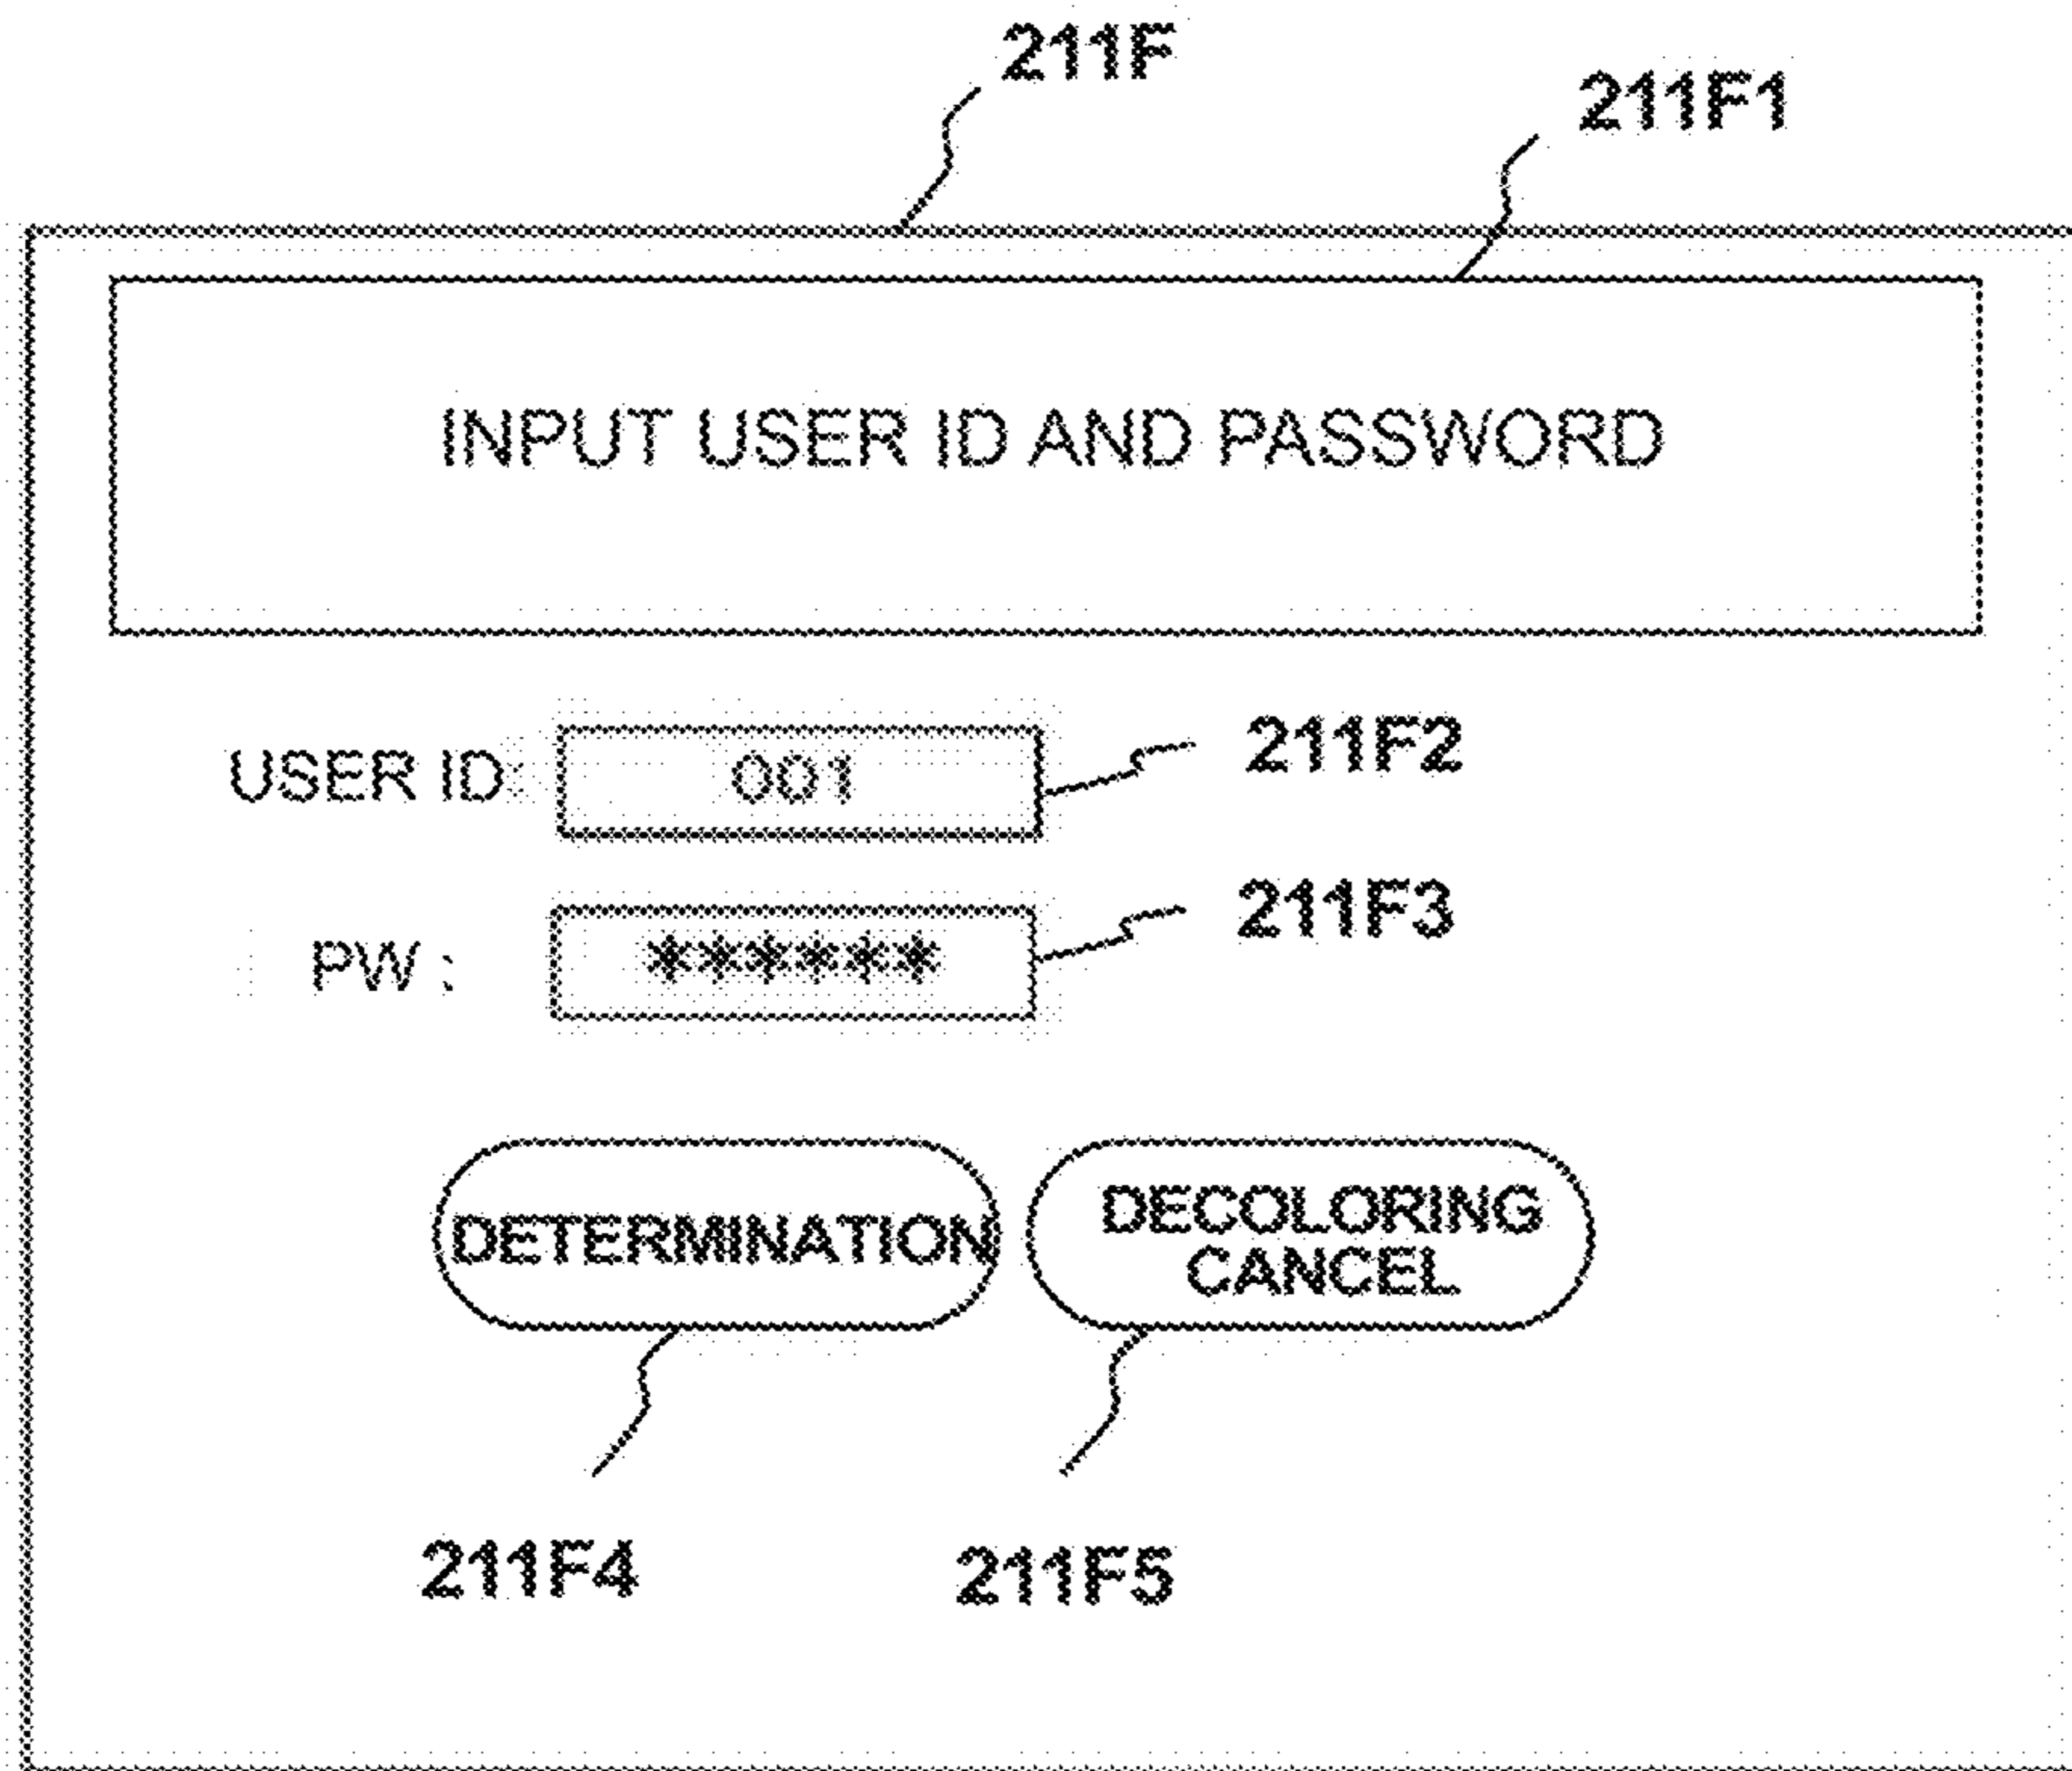 211F
211F1
INPUT USER ID AND PASSWORD
USER ID: 001 211F2
PW : ****** 211F3
DETERMINATION
DECOLORING
CANCEL
211F4 211F5